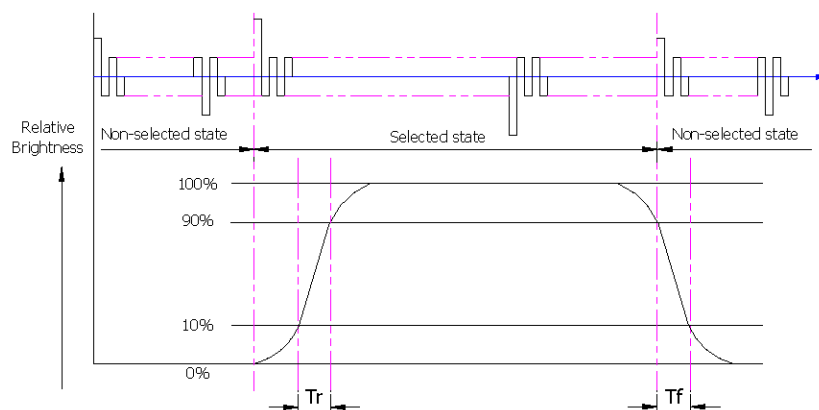 Relative
Brightness
Non-selected state
Selected state
Non-selected state
100%
90%
10%
0%
Tr
Tf